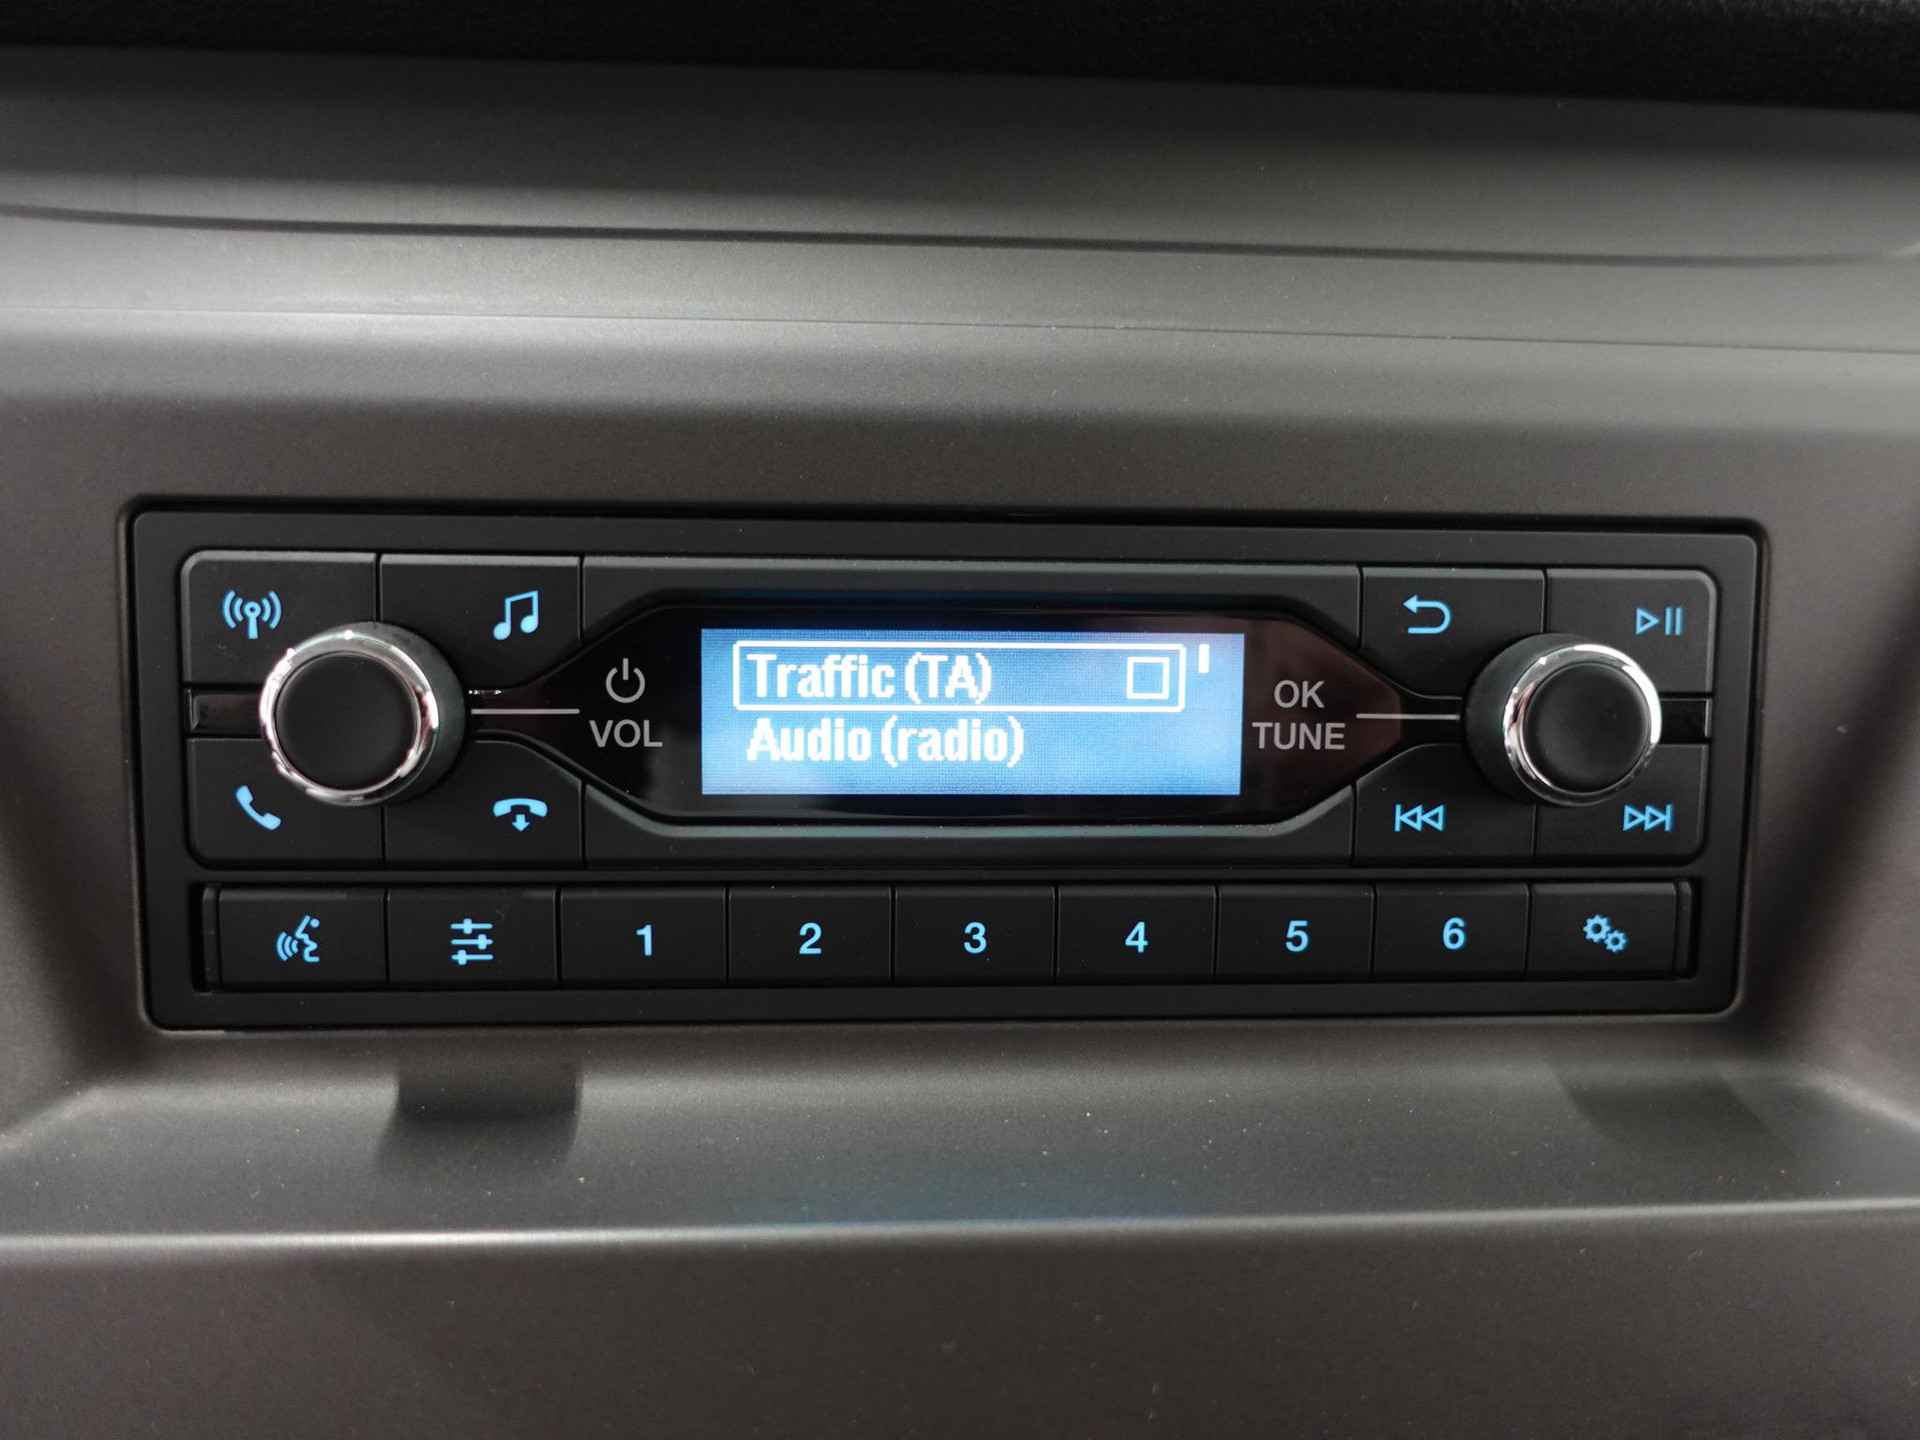 Traffic (TA)
Audio (radio)
VOL
OK
TUNE
1 2 3 4 5 6